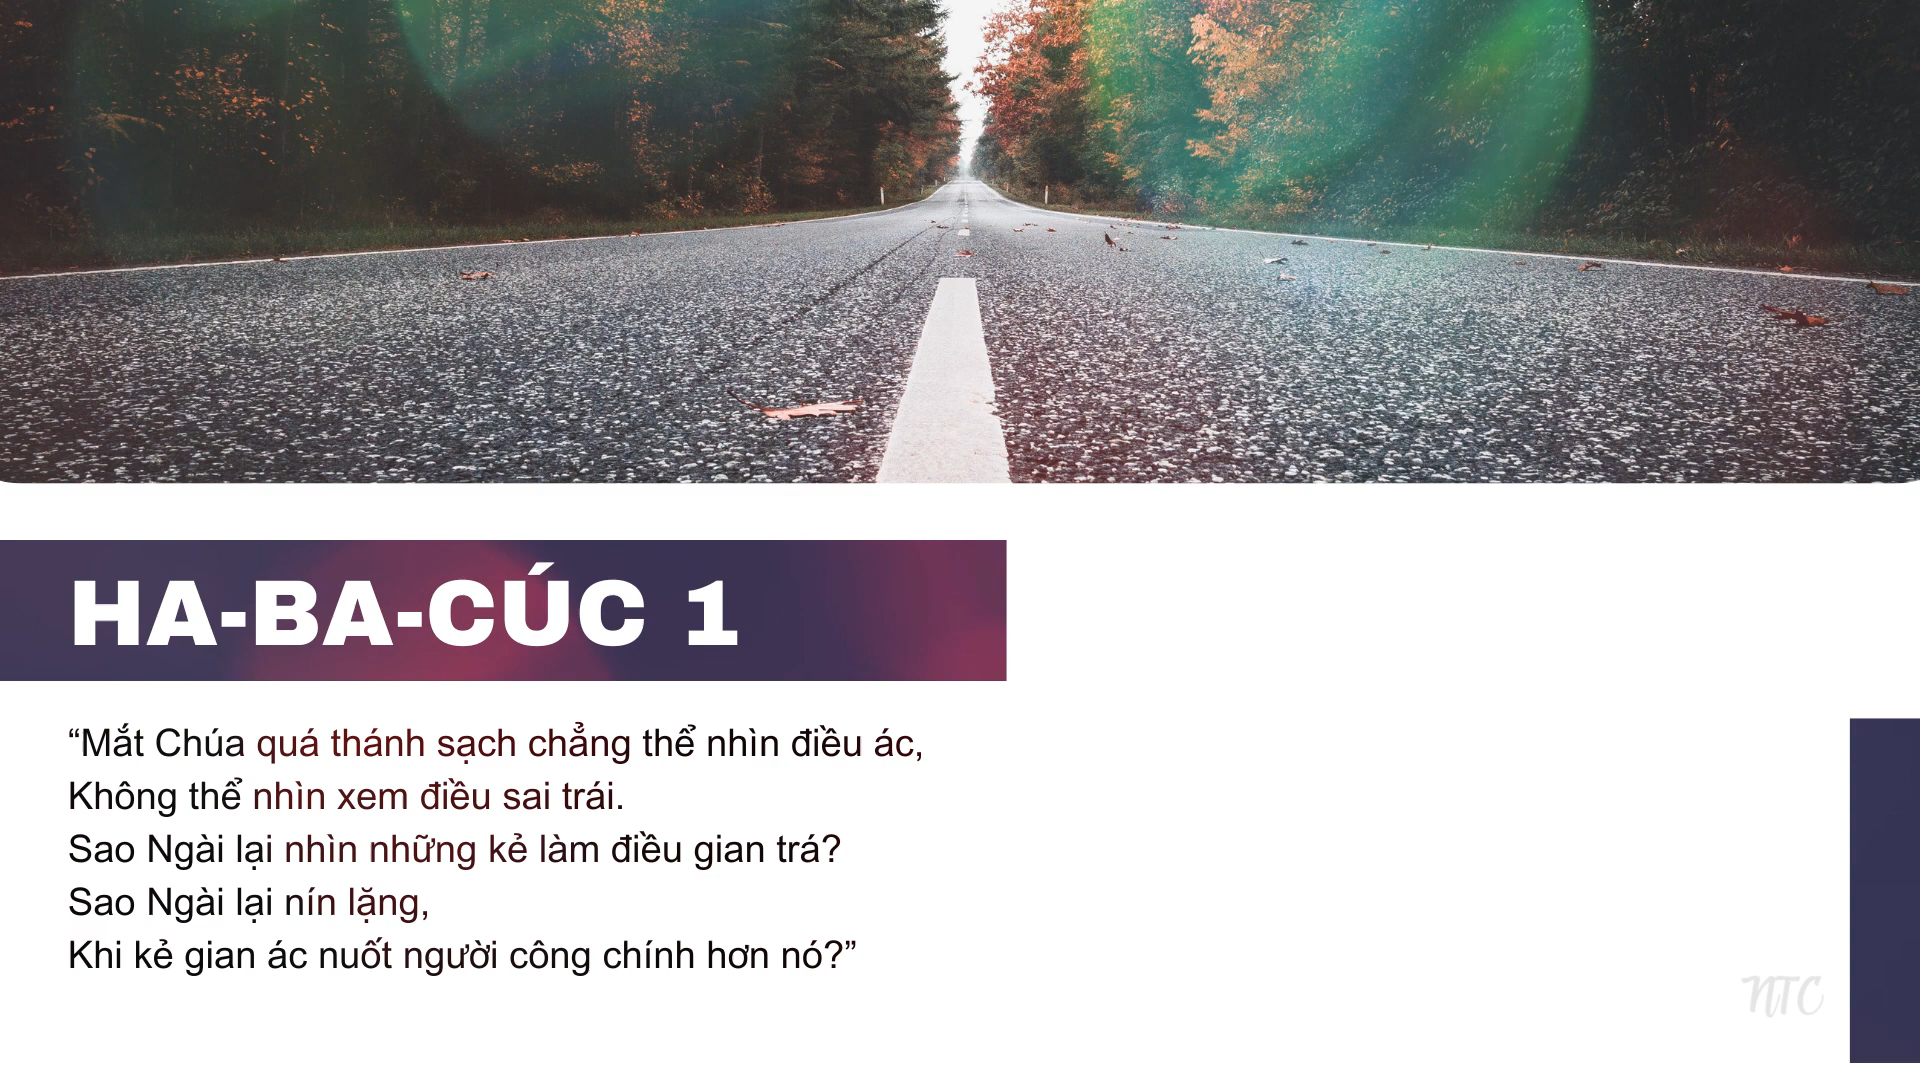 HA-BA-CÚC 1
“Mắt Chúa quá thánh sạch chẳng thể nhìn điều ác,
Không thể nhìn xem điều sai trái.
Sao Ngài lại nhìn những kẻ làm điều gian trá?
Sao Ngài lại nín lặng,
Khi kẻ gian ác nuốt người công chính hơn nó?”
NTC